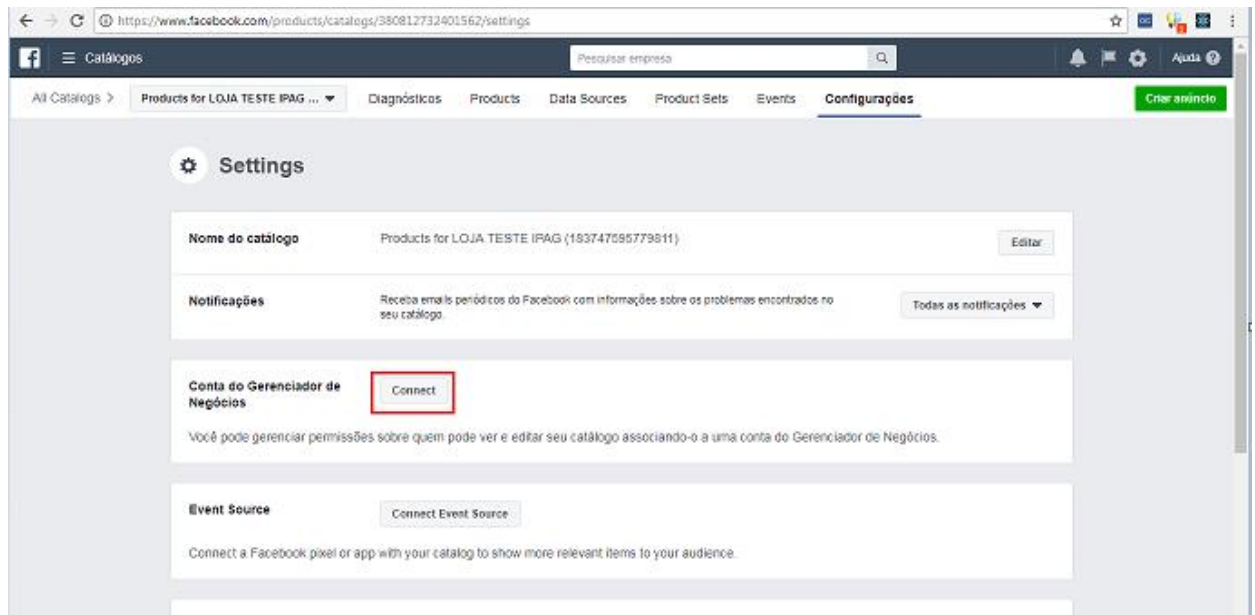 https://www.facebook.com/products/catalogs/380812732401562/settings
Catálogos
Pesquisar empresa
Ajuda
All Catalogs >
Products for LOJA TESTE IPAG ...
Diagnósticos
Products
Data Sources
Product Sets
Events
Configurações
Criar anúncio
Settings
Nome do catálogo
Products for LOJA TESTE IPAG (183747595779811)
Editar
Notificações
Receba emails periódicos do Facebook com informações sobre os problemas encontrados no
seu catálogo.
Todas as notificações
Conta do Gerenciador de
Negócios
Connect
Você pode gerenciar permissões sobre quem pode ver e editar seu catálogo associando-o a uma conta do Gerenciador de Negócios.
Event Source
Connect Event Source
Connect a Facebook pixel or app with your catalog to show more relevant items to your audience.